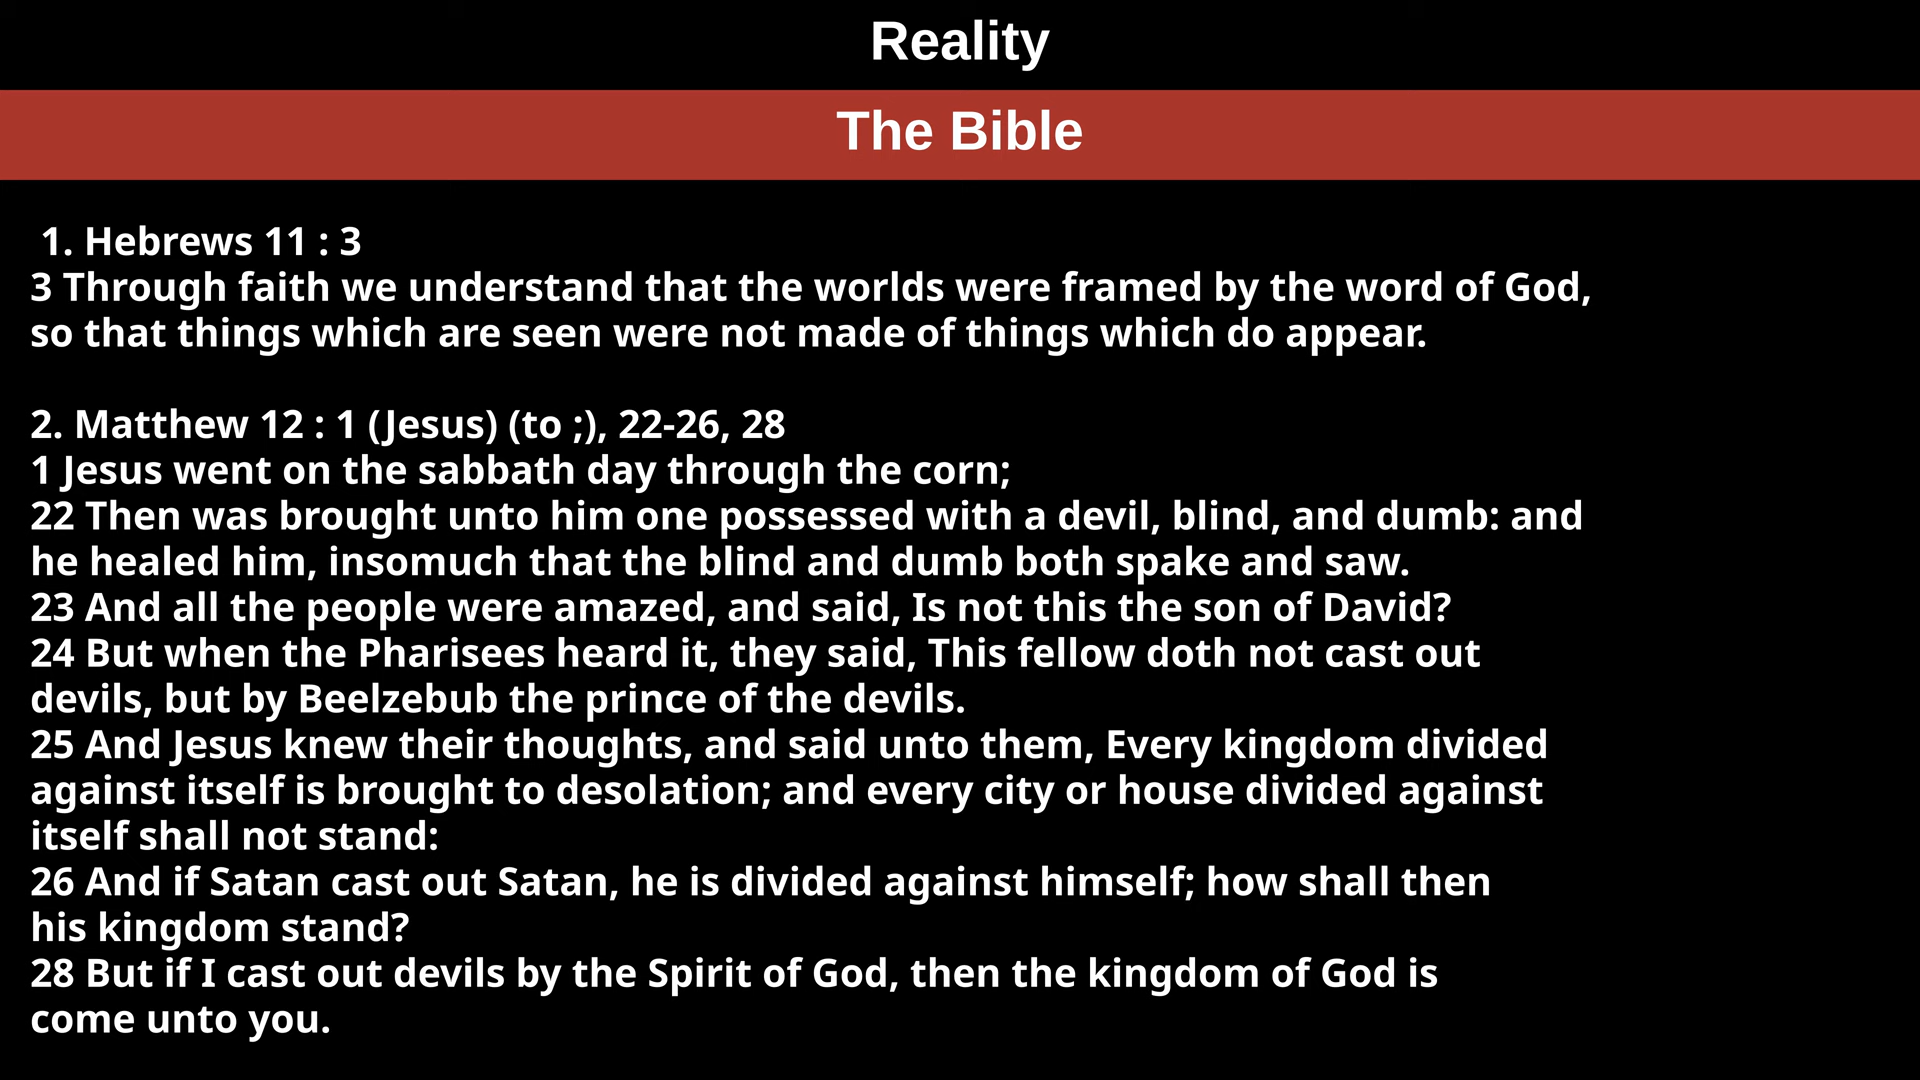 Reality
The Bible
1. Hebrews 11 : 3
3 Through faith we understand that the worlds were framed by the word of God,
so that things which are seen were not made of things which do appear.
2. Matthew 12 : 1 (Jesus) (to ;), 22-26, 28
1 Jesus went on the sabbath day through the corn;
22 Then was brought unto him one possessed with a devil, blind, and dumb: and
he healed him, insomuch that the blind and dumb both spake and saw.
23 And all the people were amazed, and said, Is not this the son of David?
24 But when the Pharisees heard it, they said, This fellow doth not cast out
devils, but by Beelzebub the prince of the devils.
25 And Jesus knew their thoughts, and said unto them, Every kingdom divided
against itself is brought to desolation; and every city or house divided against
itself shall not stand:
26 And if Satan cast out Satan, he is divided against himself; how shall then
his kingdom stand?
28 But if I cast out devils by the Spirit of God, then the kingdom of God is
come unto you.